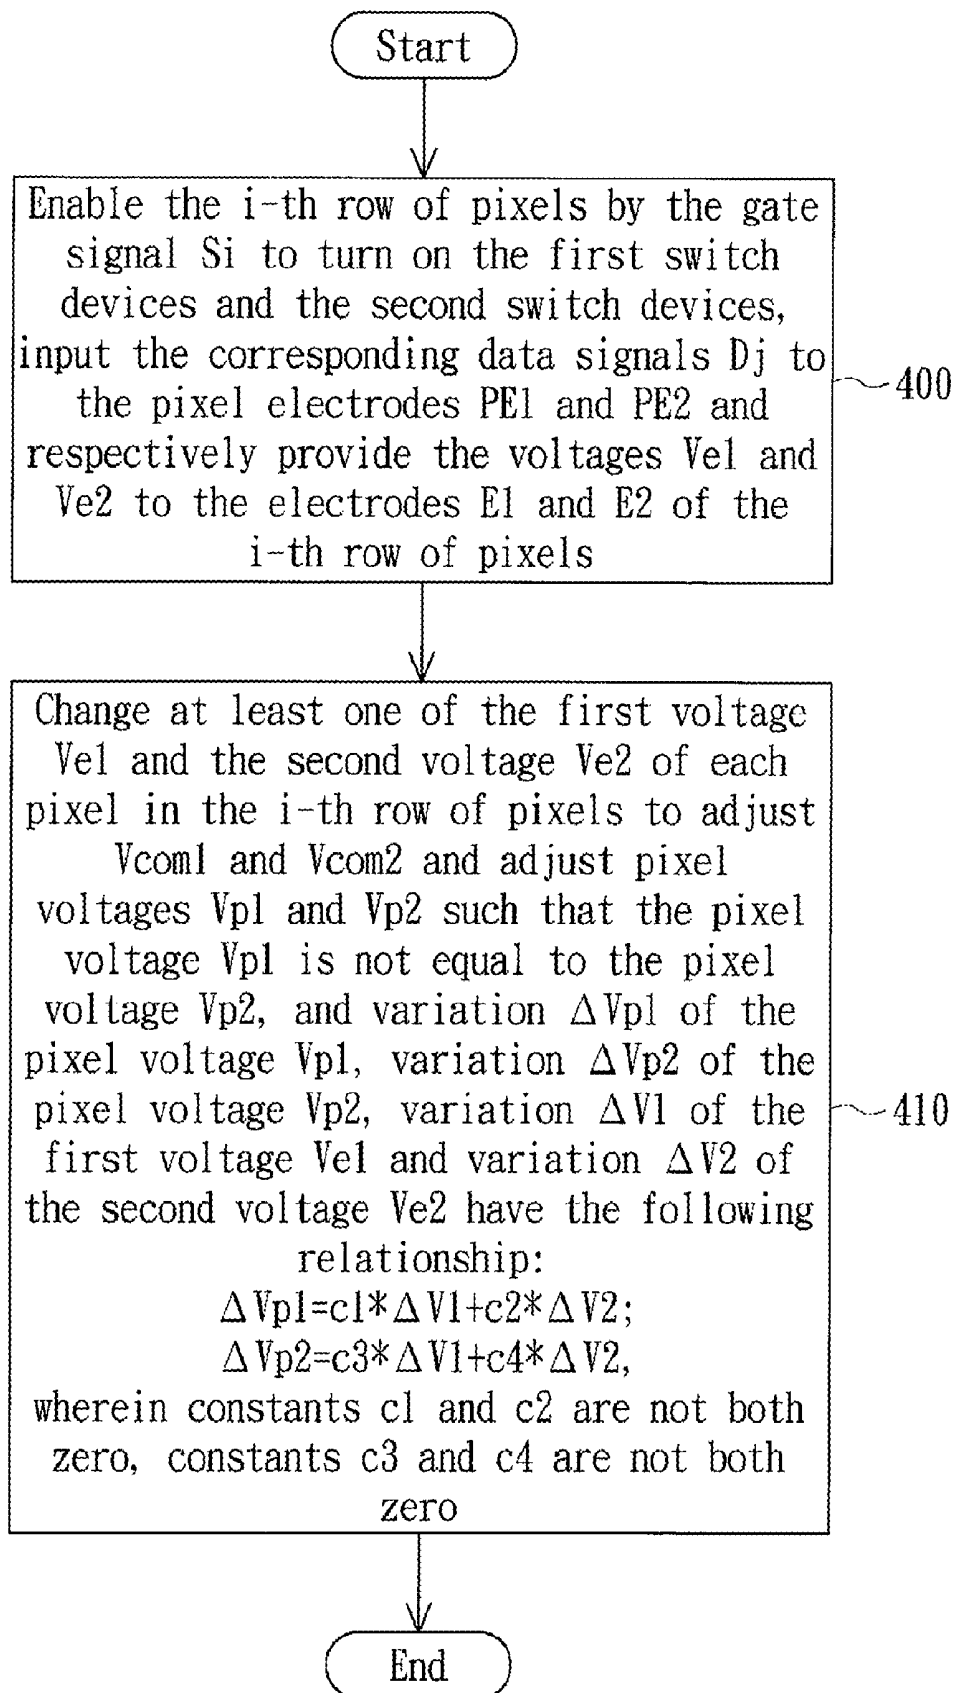 Start
Enable the i-th row of pixels by the gate
signal Si to turn on the first switch
devices and the second switch devices,
input the corresponding data signals Dj to
the pixel electrodes PE1 and PE2 and
respectively provide the voltages Ve1 and
Ve2 to the electrodes E1 and E2 of the
i-th row of pixels
400
Change at least one of the first voltage
Ve1 and the second voltage Ve2 of each
pixel in the i-th row of pixels to adjust
Vcom1 and Vcom2 and adjust pixel
voltages Vp1 and Vp2 such that the pixel
voltage Vp1 is not equal to the pixel
voltage Vp2, and variation ΔVp1 of the
pixel voltage Vp1, variation ΔVp2 of the
pixel voltage Vp2, variation ΔV1 of the
first voltage Ve1 and variation ΔV2 of
the second voltage Ve2 have the following
relationship:
ΔVp1=c1*ΔV1+c2*ΔV2;
ΔVp2=c3*ΔV1+c4*ΔV2,
wherein constants c1 and c2 are not both
zero, constants c3 and c4 are not both
zero
410
End